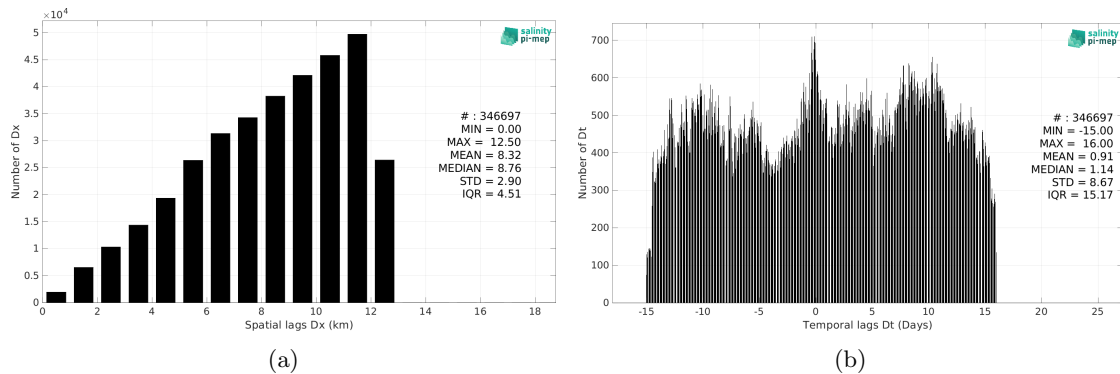 ×10^4
5
4.5
4
3.5
3
2.5
2
1.5
1
0.5
0
Number of Dx
0 2 4 6 8 10 12 14 16 18
Spatial lags Dx (km)
salinity
pi-mep
# : 346697
MIN = 0.00
MAX = 12.50
MEAN = 8.32
MEDIAN = 8.76
STD = 2.90
IQR = 4.51
(a)
700
600
500
400
300
200
100
0
Number of Dt
-15 -10 -5 0 5 10 15 20 25
Temporal lags Dt (Days)
salinity
pi-mep
# : 346697
MIN = -15.00
MAX = 16.00
MEAN = 0.91
MEDIAN = 1.14
STD = 8.67
IQR = 15.17
(b)